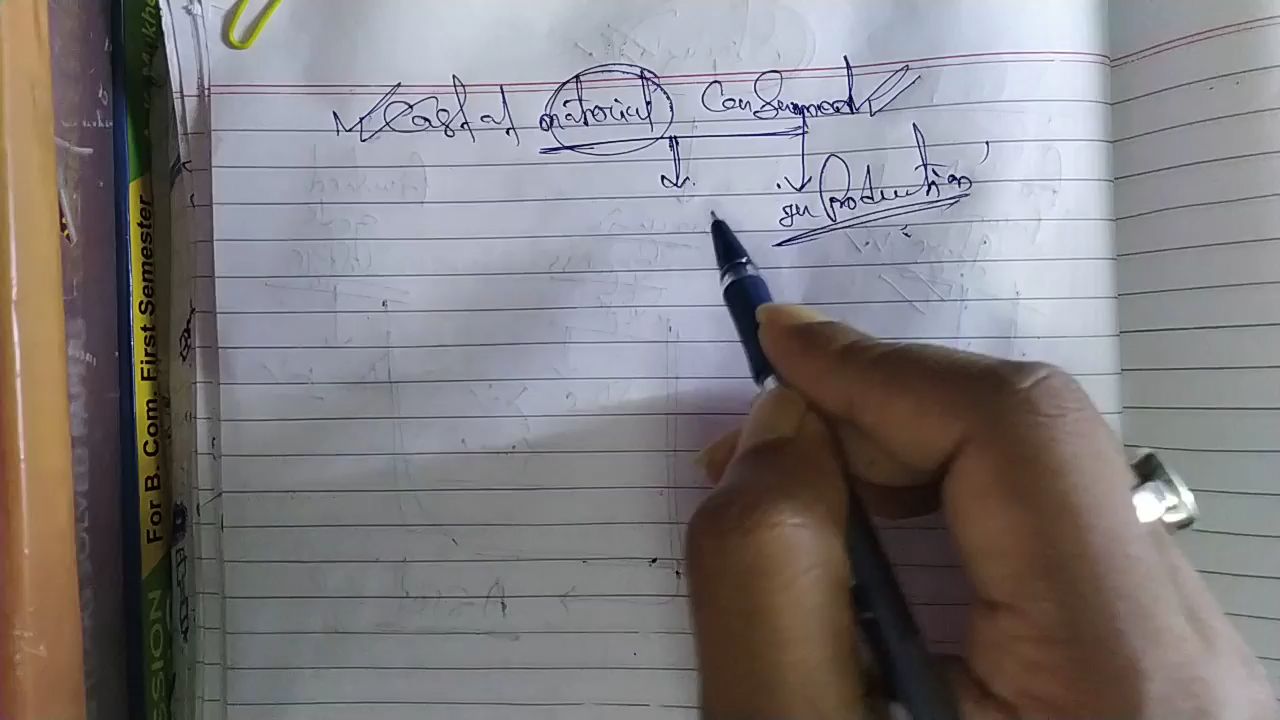 Cost of material Consumed
in Production
For B. Com. First Semester